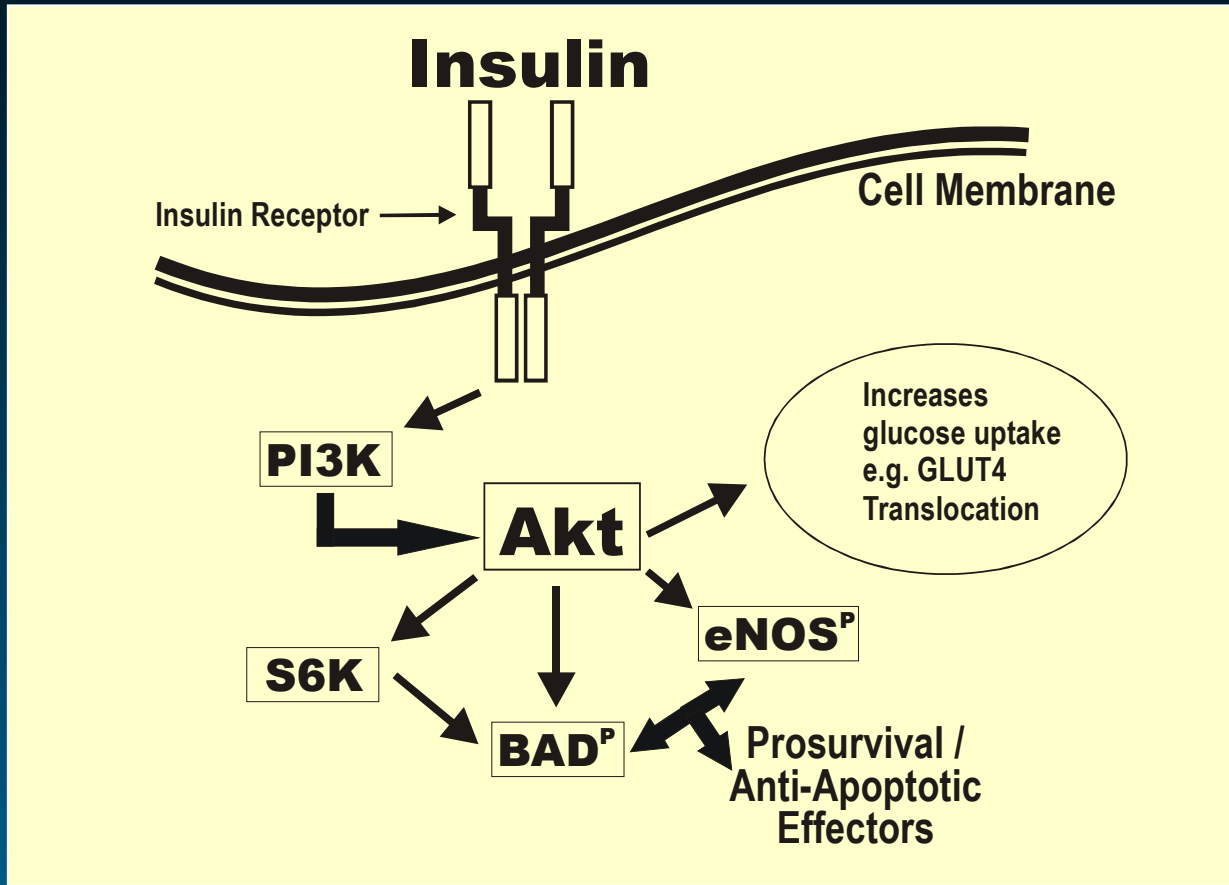 Insulin
Cell Membrane
Insulin Receptor
Increases
glucose uptake
e.g. GLUT4
Translocation
PI3K
Akt
eNOSᴾ
S6K
BADᴾ
Prosurvival /
Anti-Apoptotic
Effectors